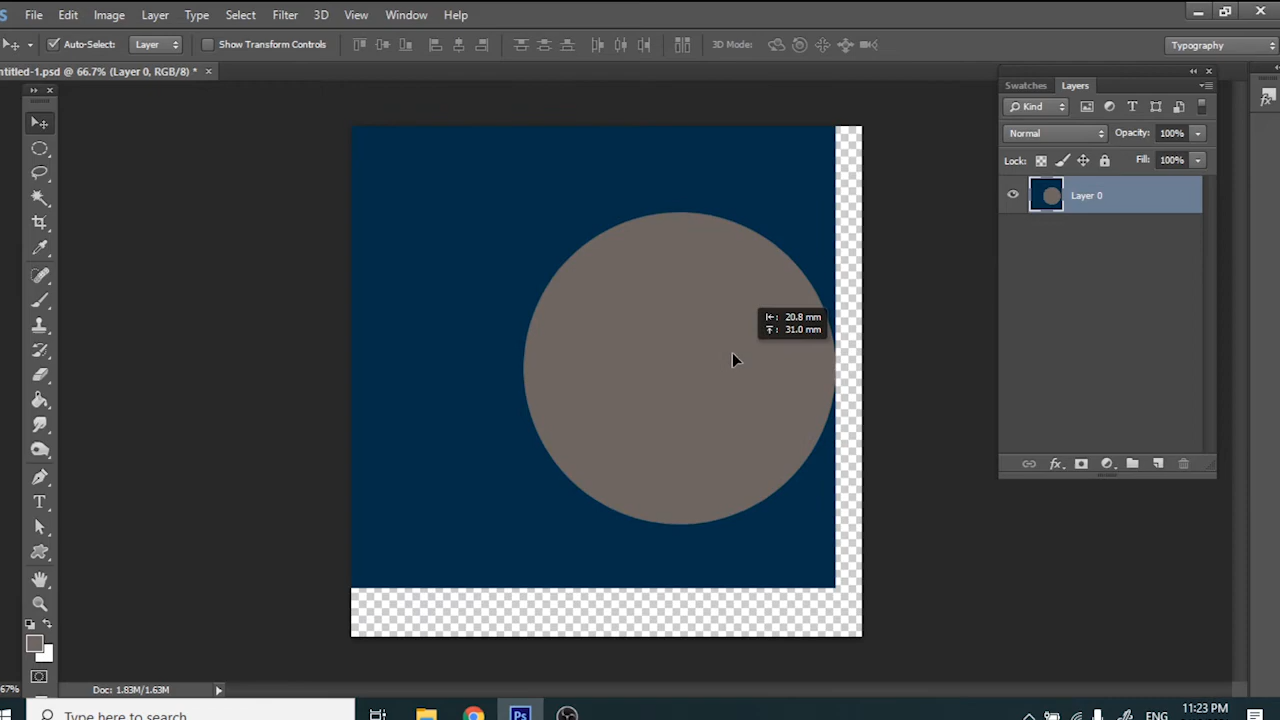 File Edit Image Layer Type Select Filter 3D View Window Help
Auto-Select: Layer Show Transform Controls 3D Mode: Typography
ntitled-1.psd @ 66.7% (Layer 0, RGB/8) * ×
Swatches Layers
Kind
Normal Opacity: 100%
Lock: Fill: 100%
Layer 0
20.8 mm
31.0 mm
67% Doc: 1.83M/1.63M
Type here to search
Ps
ENG
11:23 PM